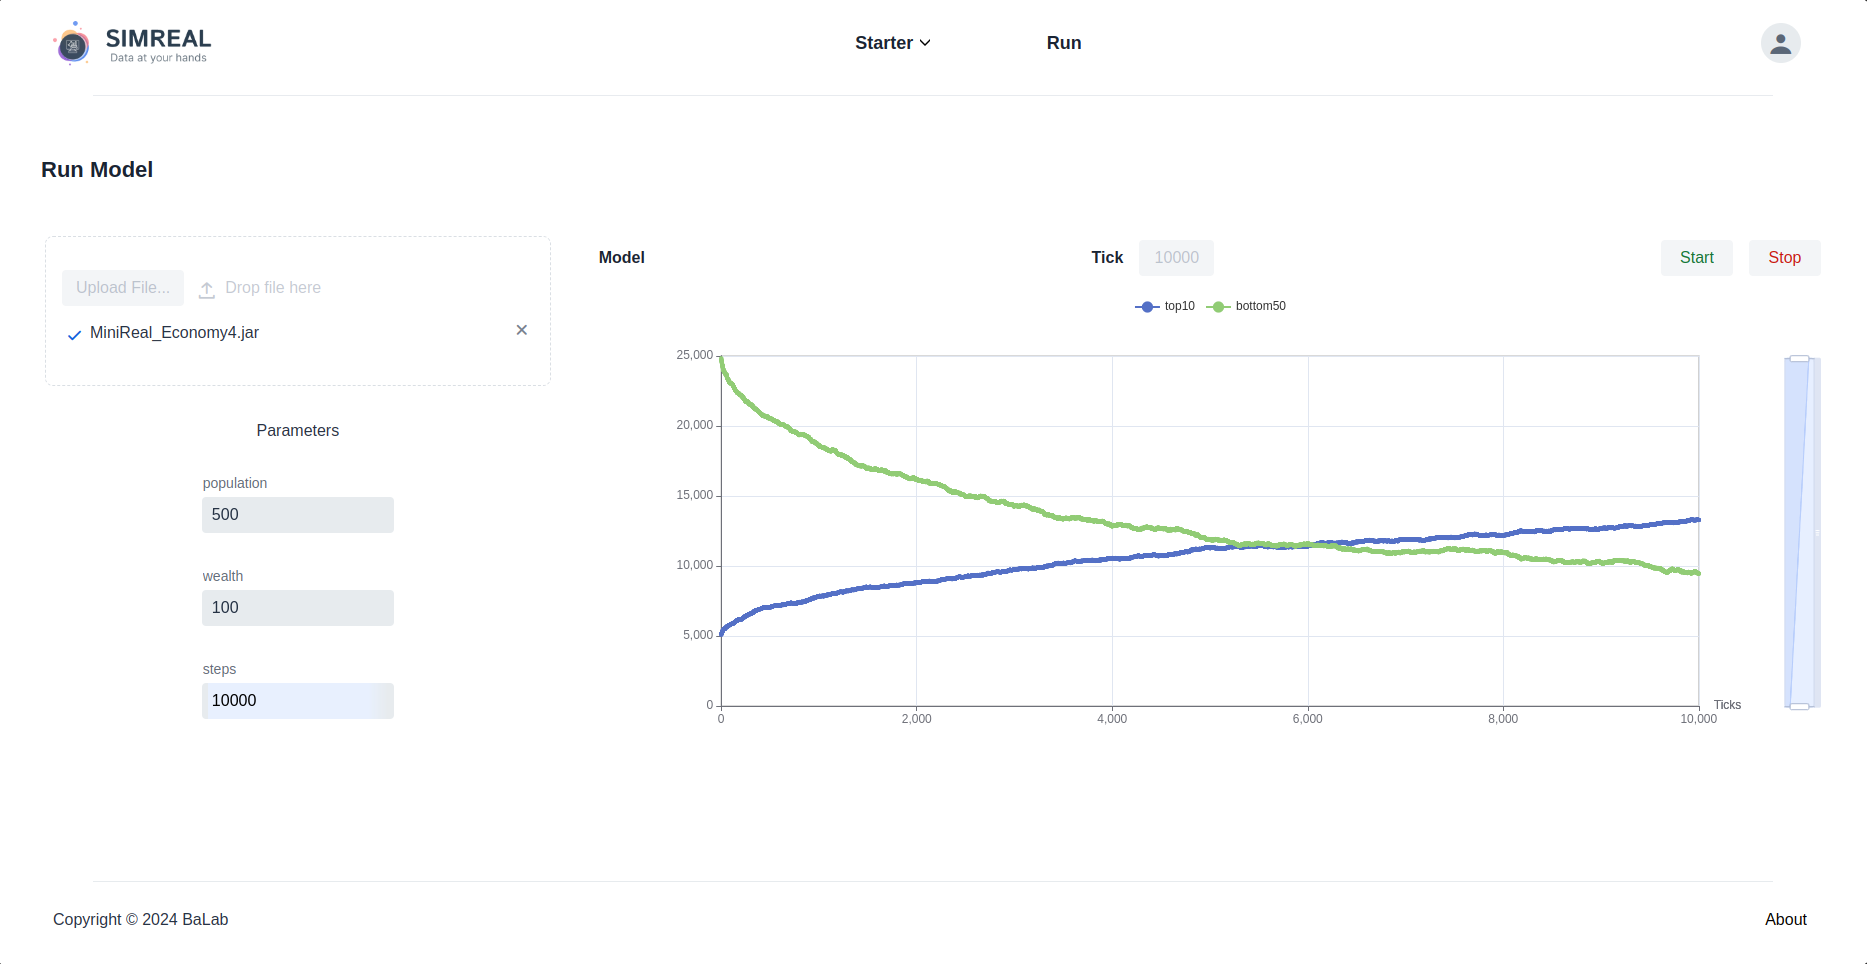 SIMREAL
Data at your hands
Starter
Run
Run Model
Upload File...
Drop file here
MiniReal_Economy4.jar
Parameters
population
500
wealth
100
steps
10000
Model
Tick
10000
Start
Stop
top10
bottom50
25,000
20,000
15,000
10,000
5,000
0
0
2,000
4,000
6,000
8,000
10,000
Ticks
Copyright © 2024 BaLab
About